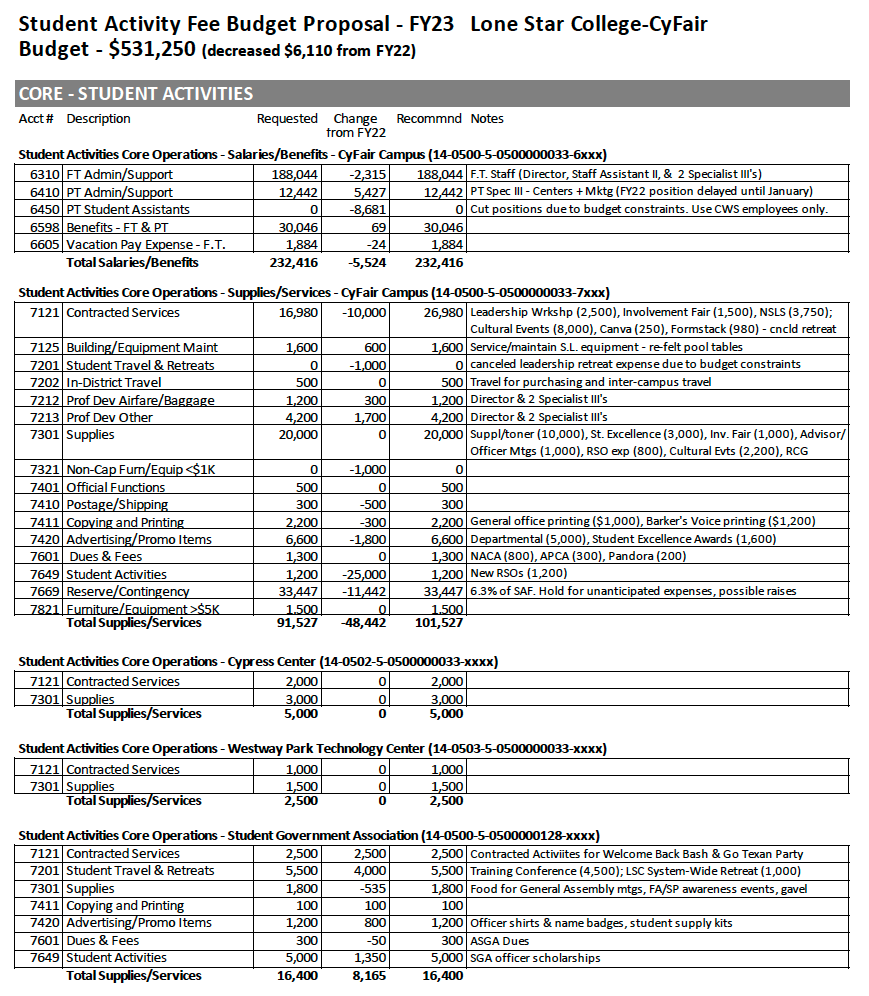 Student Activity Fee Budget Proposal - FY23 Lone Star College-CyFair
Budget - $531,250 (decreased $6,110 from FY22)
CORE - STUDENT ACTIVITIES
Acct # Description Requested Change from FY22 Recommnd Notes
Student Activities Core Operations - Salaries/Benefits - CyFair Campus (14-0500-5-0500000033-6xxx)
6310 FT Admin/Support 188,044 -2,315 188,044 F.T. Staff (Director, Staff Assistant II, & 2 Specialist III's)
6410 PT Admin/Support 12,442 5,427 12,442 PT Spec III - Centers + Mktg (FY22 position delayed until January)
6450 PT Student Assistants 0 -8,681 0 Cut positions due to budget constraints. Use CWS employees only.
6598 Benefits - FT & PT 30,046 69 30,046
6605 Vacation Pay Expense - F.T. 1,884 -24 1,884
Total Salaries/Benefits 232,416 -5,524 232,416
Student Activities Core Operations - Supplies/Services - CyFair Campus (14-0500-5-0500000033-7xxx)
7121 Contracted Services 16,980 -10,000 26,980 Leadership Wrkshp (2,500), Involvement Fair (1,500), NSLS (3,750);
Cultural Events (8,000), Canva (250), Formstack (980) - cncld retreat
7125 Building/Equipment Maint 1,600 600 1,600 Service/maintain S.L. equipment - re-felt pool tables
7201 Student Travel & Retreats 0 -1,000 0 canceled leadership retreat expense due to budget constraints
7202 In-District Travel 500 0 500 Travel for purchasing and inter-campus travel
7212 Prof Dev Airfare/Baggage 1,200 300 1,200 Director & 2 Specialist III's
7213 Prof Dev Other 4,200 1,700 4,200 Director & 2 Specialist III's
7301 Supplies 20,000 0 20,000 Suppl/toner (10,000), St. Excellence (3,000), Inv. Fair (1,000), Advisor/
Officer Mtgs (1,000), RSO exp (800), Cultural Evts (2,200), RCG
7321 Non-Cap Furn/Equip <$1K 0 -1,000 0
7401 Official Functions 500 0 500
7410 Postage/Shipping 300 -500 300
7411 Copying and Printing 2,200 -300 2,200 General office printing ($1,000), Barker's Voice printing ($1,200)
7420 Advertising/Promo Items 6,600 -1,800 6,600 Departmental (5,000), Student Excellence Awards (1,600)
7601 Dues & Fees 1,300 0 1,300 NACA (800), APCA (300), Pandora (200)
7649 Student Activities 1,200 -25,000 1,200 New RSOs (1,200)
7669 Reserve/Contingency 33,447 -11,442 33,447 6.3% of SAF. Hold for unanticipated expenses, possible raises
7821 Furniture/Equipment >$5K 1,500 0 1,500
Total Supplies/Services 91,527 -48,442 101,527
Student Activities Core Operations - Cypress Center (14-0502-5-0500000033-xxxx)
7121 Contracted Services 2,000 0 2,000
7301 Supplies 3,000 0 3,000
Total Supplies/Services 5,000 0 5,000
Student Activities Core Operations - Westway Park Technology Center (14-0503-5-0500000033-xxxx)
7121 Contracted Services 1,000 0 1,000
7301 Supplies 1,500 0 1,500
Total Supplies/Services 2,500 0 2,500
Student Activities Core Operations - Student Government Association (14-0500-5-0500000128-xxxx)
7121 Contracted Services 2,500 2,500 2,500 Contracted Activiites for Welcome Back Bash & Go Texan Party
7201 Student Travel & Retreats 5,500 4,000 5,500 Training Conference (4,500); LSC System-Wide Retreat (1,000)
7301 Supplies 1,800 -535 1,800 Food for General Assembly mtgs, FA/SP awareness events, gavel
7411 Copying and Printing 100 100 100
7420 Advertising/Promo Items 1,200 800 1,200 Officer shirts & name badges, student supply kits
7601 Dues & Fees 300 -50 300 ASGA Dues
7649 Student Activities 5,000 1,350 5,000 SGA officer scholarships
Total Supplies/Services 16,400 8,165 16,400